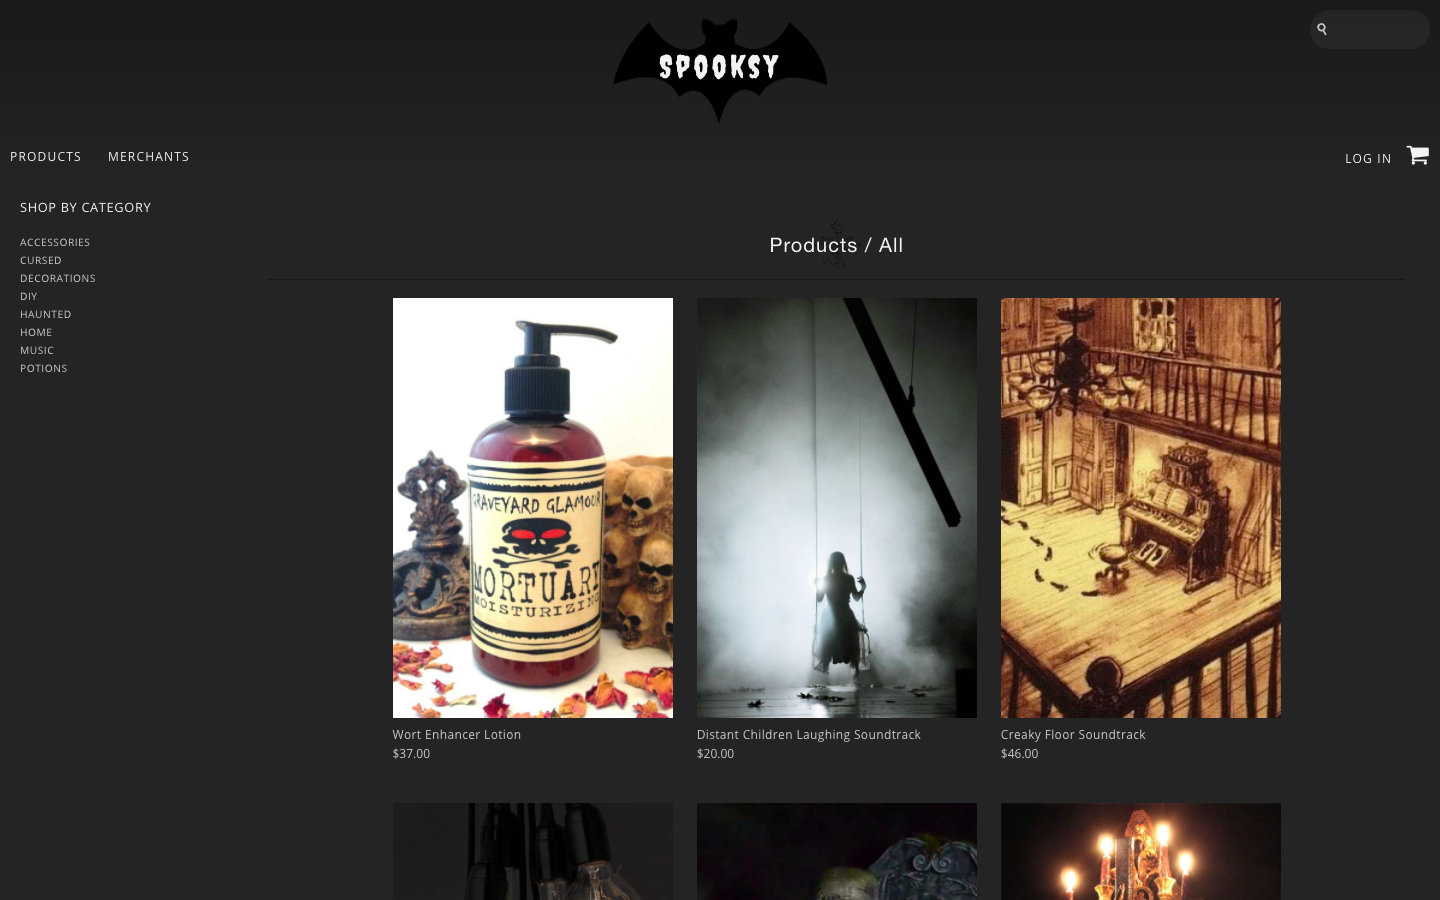 SPOOKSY
PRODUCTS
MERCHANTS
LOG IN
SHOP BY CATEGORY
ACCESSORIES
CURSED
DECORATIONS
DIY
HAUNTED
HOME
MUSIC
POTIONS
Products / All
GRAVEYARD GLAMOUR
MORTUARY
MOISTURIZING
Wort Enhancer Lotion
$37.00
Distant Children Laughing Soundtrack
$20.00
Creaky Floor Soundtrack
$46.00